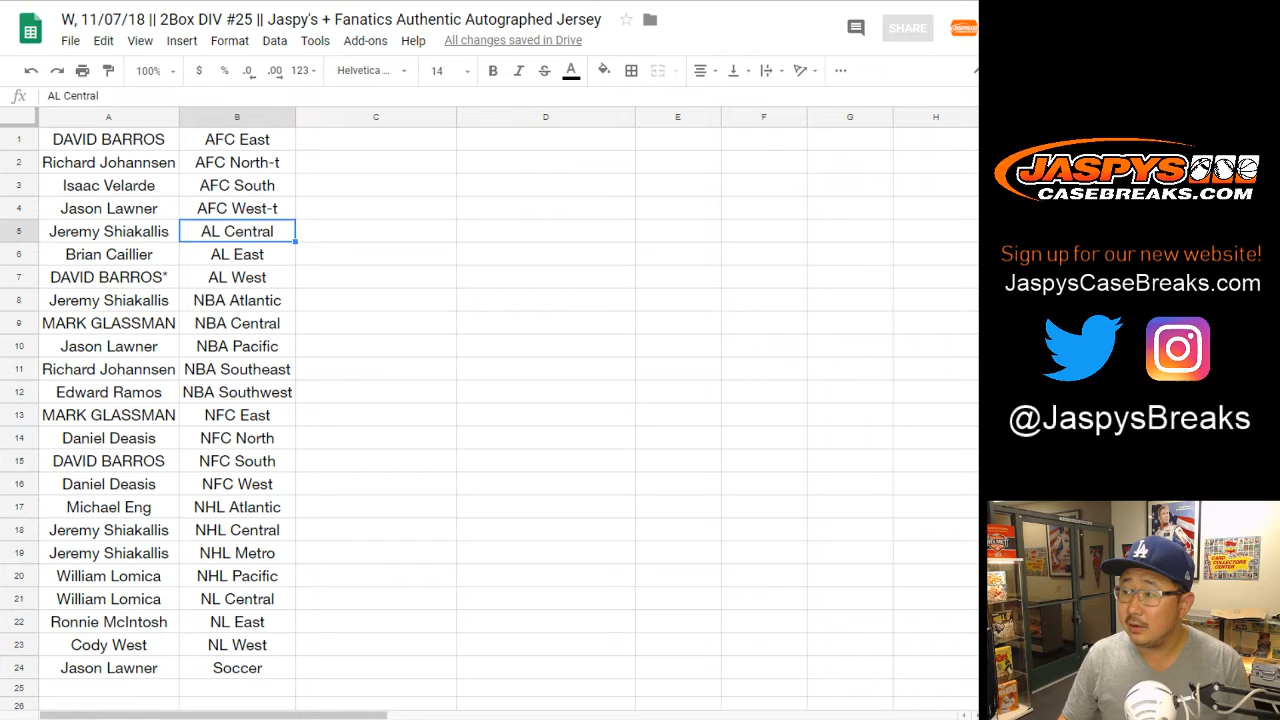 W, 11/07/18 || 2Box DIV #25 || Jaspy's + Fanatics Authentic Autographed Jersey
SHARE
File Edit View Insert Format Data Tools Add-ons Help All changes saved in Drive
100% $ % .0 .00 123 Helvetica ... 14 B I S A
fx AL Central
A B C D E F G H
1 DAVID BARROS AFC East
2 Richard Johannsen AFC North-t
3 Isaac Velarde AFC South
4 Jason Lawner AFC West-t
5 Jeremy Shiakallis AL Central
6 Brian Caillier AL East
7 DAVID BARROS* AL West
8 Jeremy Shiakallis NBA Atlantic
9 MARK GLASSMAN NBA Central
10 Jason Lawner NBA Pacific
11 Richard Johannsen NBA Southeast
12 Edward Ramos NBA Southwest
13 MARK GLASSMAN NFC East
14 Daniel Deasis NFC North
15 DAVID BARROS NFC South
16 Daniel Deasis NFC West
17 Michael Eng NHL Atlantic
18 Jeremy Shiakallis NHL Central
19 Jeremy Shiakallis NHL Metro
20 William Lomica NHL Pacific
21 William Lomica NL Central
22 Ronnie McIntosh NL East
23 Cody West NL West
24 Jason Lawner Soccer
25
26
JASPYS
CASEBREAKS.COM
Sign up for our new website!
JaspysCaseBreaks.com
@JaspysBreaks
CARD
COLLECTORS
CENTER
LA